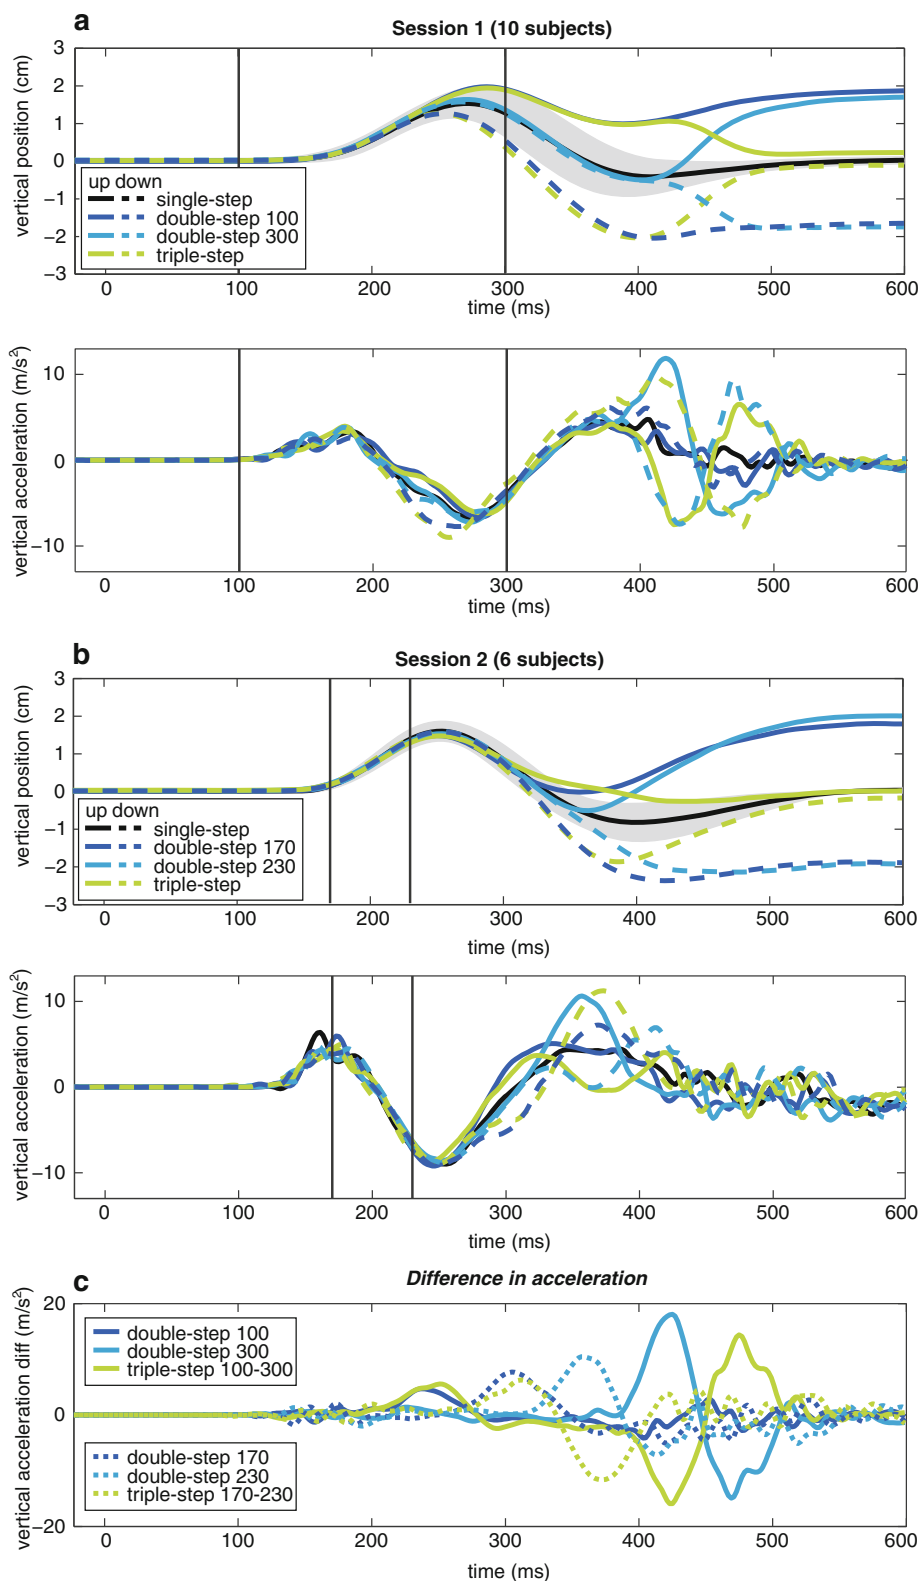 a
Session 1 (10 subjects)
vertical position (cm)
3
2
1
0
−1
−2
−3
up down
single-step
double-step 100
double-step 300
triple-step
0 100 200 300 400 500 600
time (ms)
vertical acceleration (m/s²)
10
0
−10
0 100 200 300 400 500 600
time (ms)
b
Session 2 (6 subjects)
vertical position (cm)
3
2
1
0
−1
−2
−3
up down
single-step
double-step 170
double-step 230
triple-step
0 100 200 300 400 500 600
time (ms)
vertical acceleration (m/s²)
10
0
−10
0 100 200 300 400 500 600
time (ms)
c
Difference in acceleration
vertical acceleration diff (m/s²)
20
0
−20
double-step 100
double-step 300
triple-step 100-300
double-step 170
double-step 230
triple-step 170-230
0 100 200 300 400 500 600
time (ms)